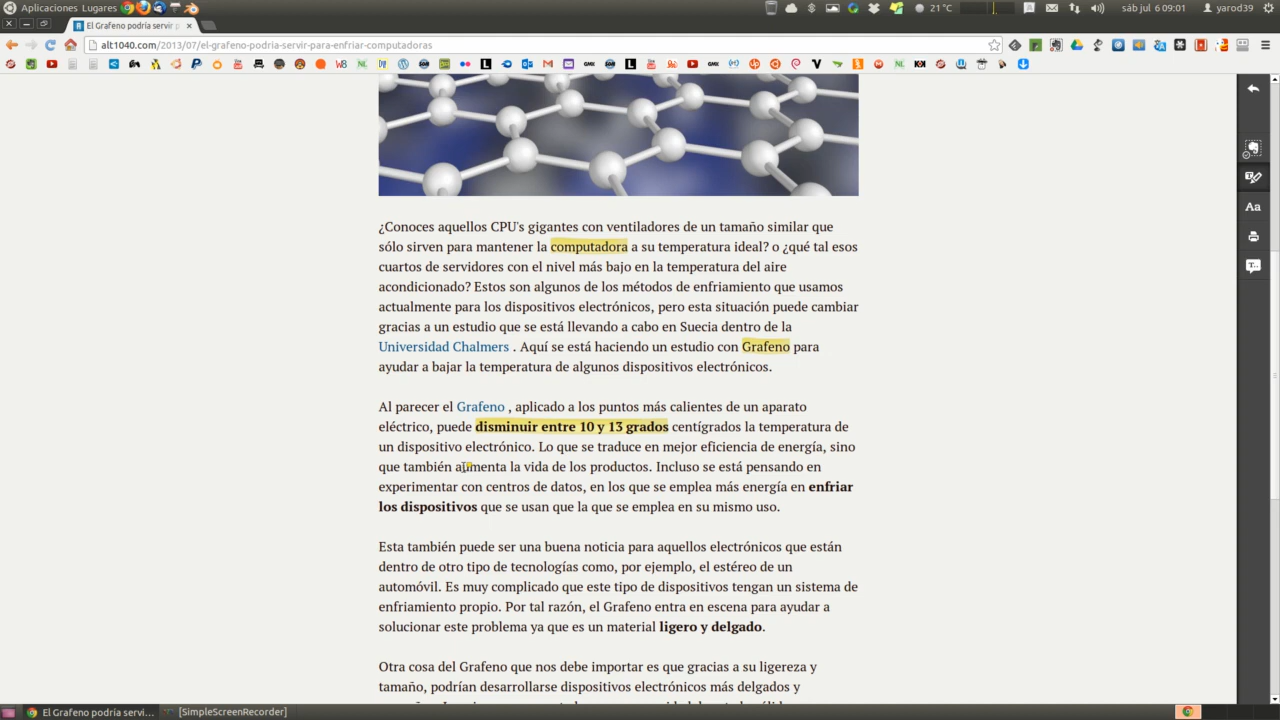 Aplicaciones Lugares
21°C
sáb jul 6 09:01
yarod39
El Grafeno podría servir p
alt1040.com/2013/07/el-grafeno-podria-servir-para-enfriar-computadoras
¿Conoces aquellos CPU's gigantes con ventiladores de un tamaño similar que
sólo sirven para mantener la computadora a su temperatura ideal? o ¿qué tal esos
cuartos de servidores con el nivel más bajo en la temperatura del aire
acondicionado? Estos son algunos de los métodos de enfriamiento que usamos
actualmente para los dispositivos electrónicos, pero esta situación puede cambiar
gracias a un estudio que se está llevando a cabo en Suecia dentro de la
Universidad Chalmers . Aquí se está haciendo un estudio con Grafeno para
ayudar a bajar la temperatura de algunos dispositivos electrónicos.
Al parecer el Grafeno , aplicado a los puntos más calientes de un aparato
eléctrico, puede disminuir entre 10 y 13 grados centígrados la temperatura de
un dispositivo electrónico. Lo que se traduce en mejor eficiencia de energía, sino
que también aumenta la vida de los productos. Incluso se está pensando en
experimentar con centros de datos, en los que se emplea más energía en enfriar
los dispositivos que se usan que la que se emplea en su mismo uso.
Esta también puede ser una buena noticia para aquellos electrónicos que están
dentro de otro tipo de tecnologías como, por ejemplo, el estéreo de un
automóvil. Es muy complicado que este tipo de dispositivos tengan un sistema de
enfriamiento propio. Por tal razón, el Grafeno entra en escena para ayudar a
solucionar este problema ya que es un material ligero y delgado.
Otra cosa del Grafeno que nos debe importar es que gracias a su ligereza y
tamaño, podrían desarrollarse dispositivos electrónicos más delgados y
Aa
El Grafeno podría servi...
[SimpleScreenRecorder]